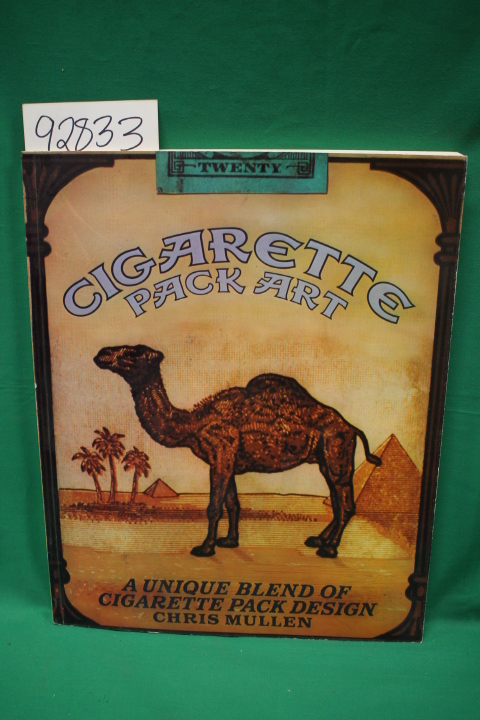 92833
TWENTY
CIGARETTE
PACK ART
A UNIQUE BLEND OF
CIGARETTE PACK DESIGN
CHRIS MULLEN